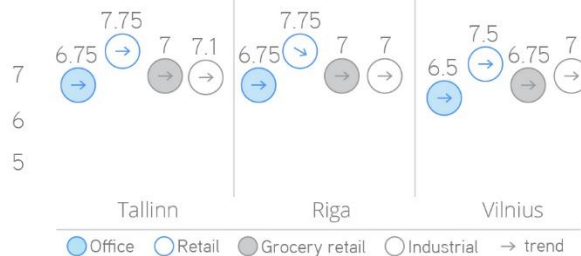 7.75
7.75
7.5
6.75
7
7.1
6.75
7
7
6.5
6.75
7
7
6
5
Tallinn
Riga
Vilnius
Office
Retail
Grocery retail
Industrial
→ trend